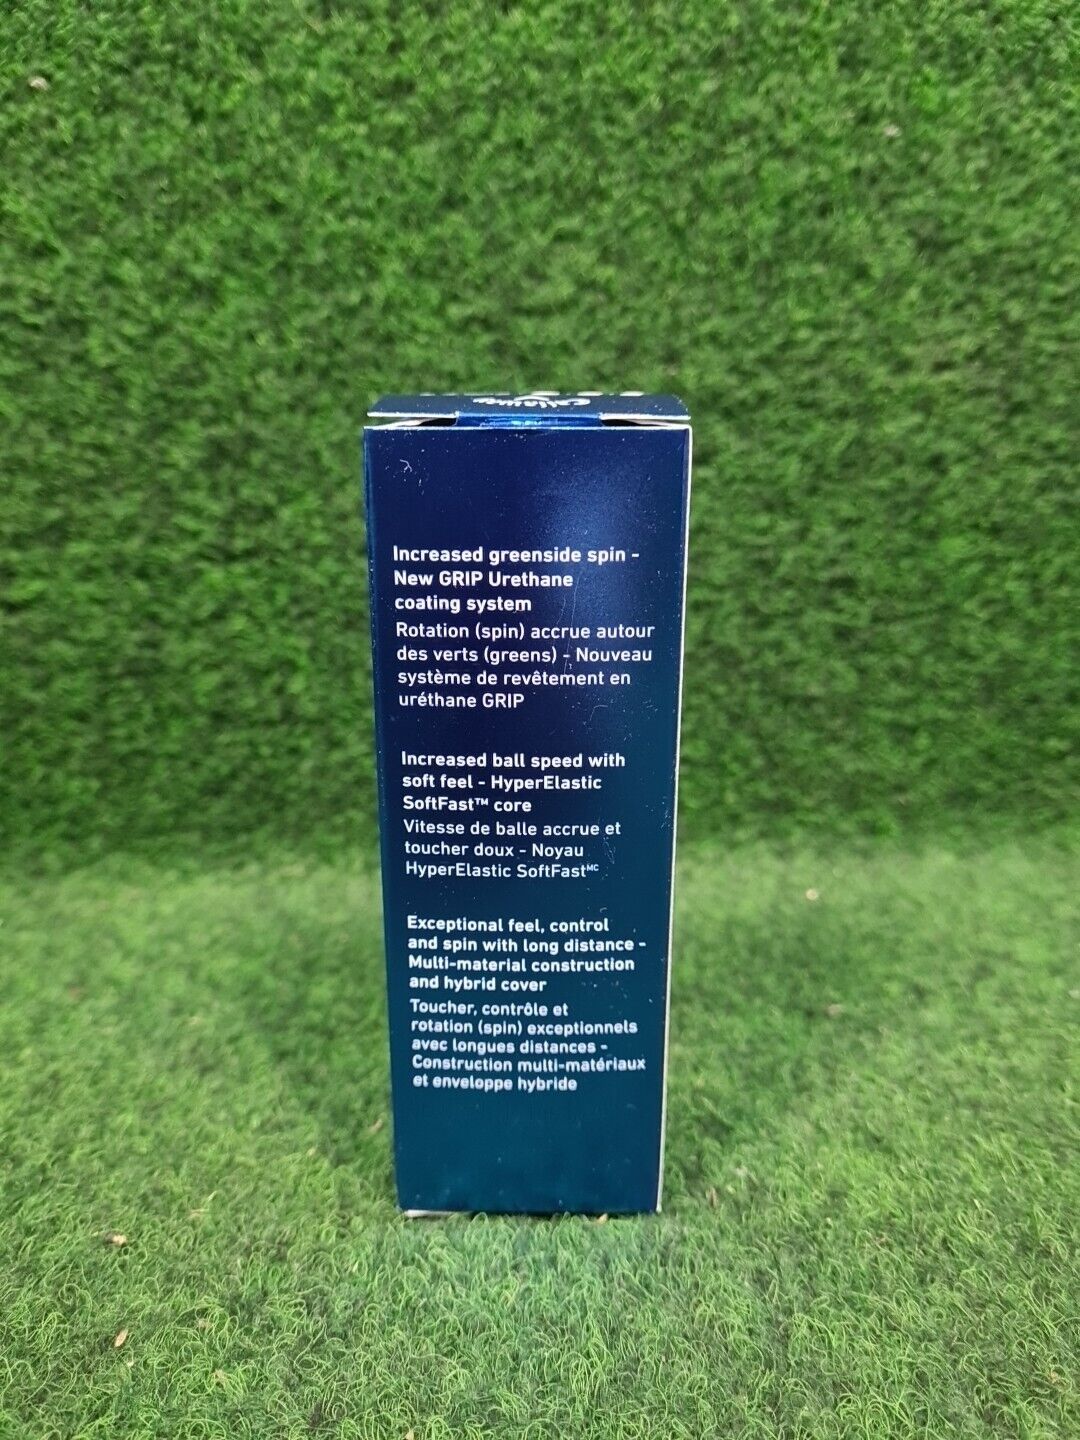 Callaway
Increased greenside spin -
New GRIP Urethane
coating system
Rotation (spin) accrue autour
des verts (greens) - Nouveau
système de revêtement en
uréthane GRIP
Increased ball speed with
soft feel - HyperElastic
SoftFast™ core
Vitesse de balle accrue et
toucher doux - Noyau
HyperElastic SoftFastᴹᶜ
Exceptional feel, control
and spin with long distance -
Multi-material construction
and hybrid cover
Toucher, contrôle et
rotation (spin) exceptionnels
avec longues distances -
Construction multi-matériaux
et enveloppe hybride